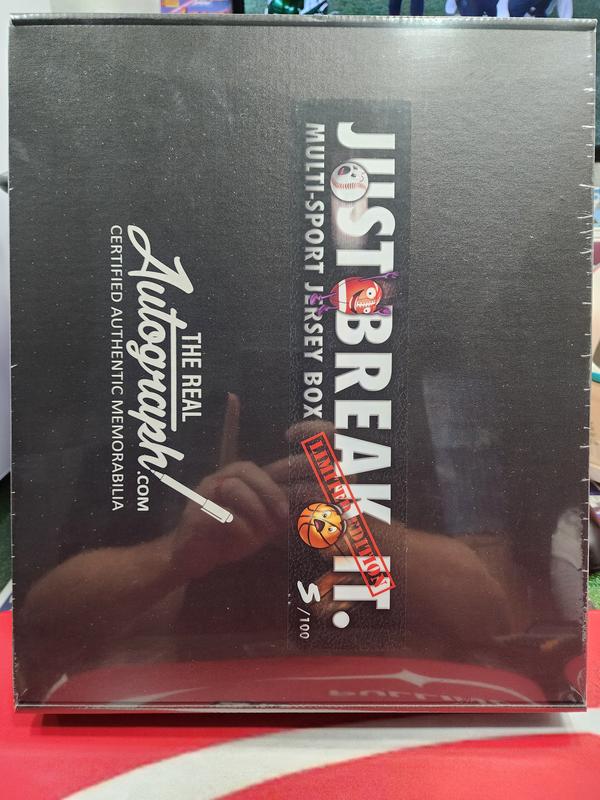 JUST BREAK IT.
MULTI-SPORT JERSEY BOX
LIMITED EDITION
5/100
THE REAL
Autograph
.COM
CERTIFIED AUTHENTIC MEMORABILIA